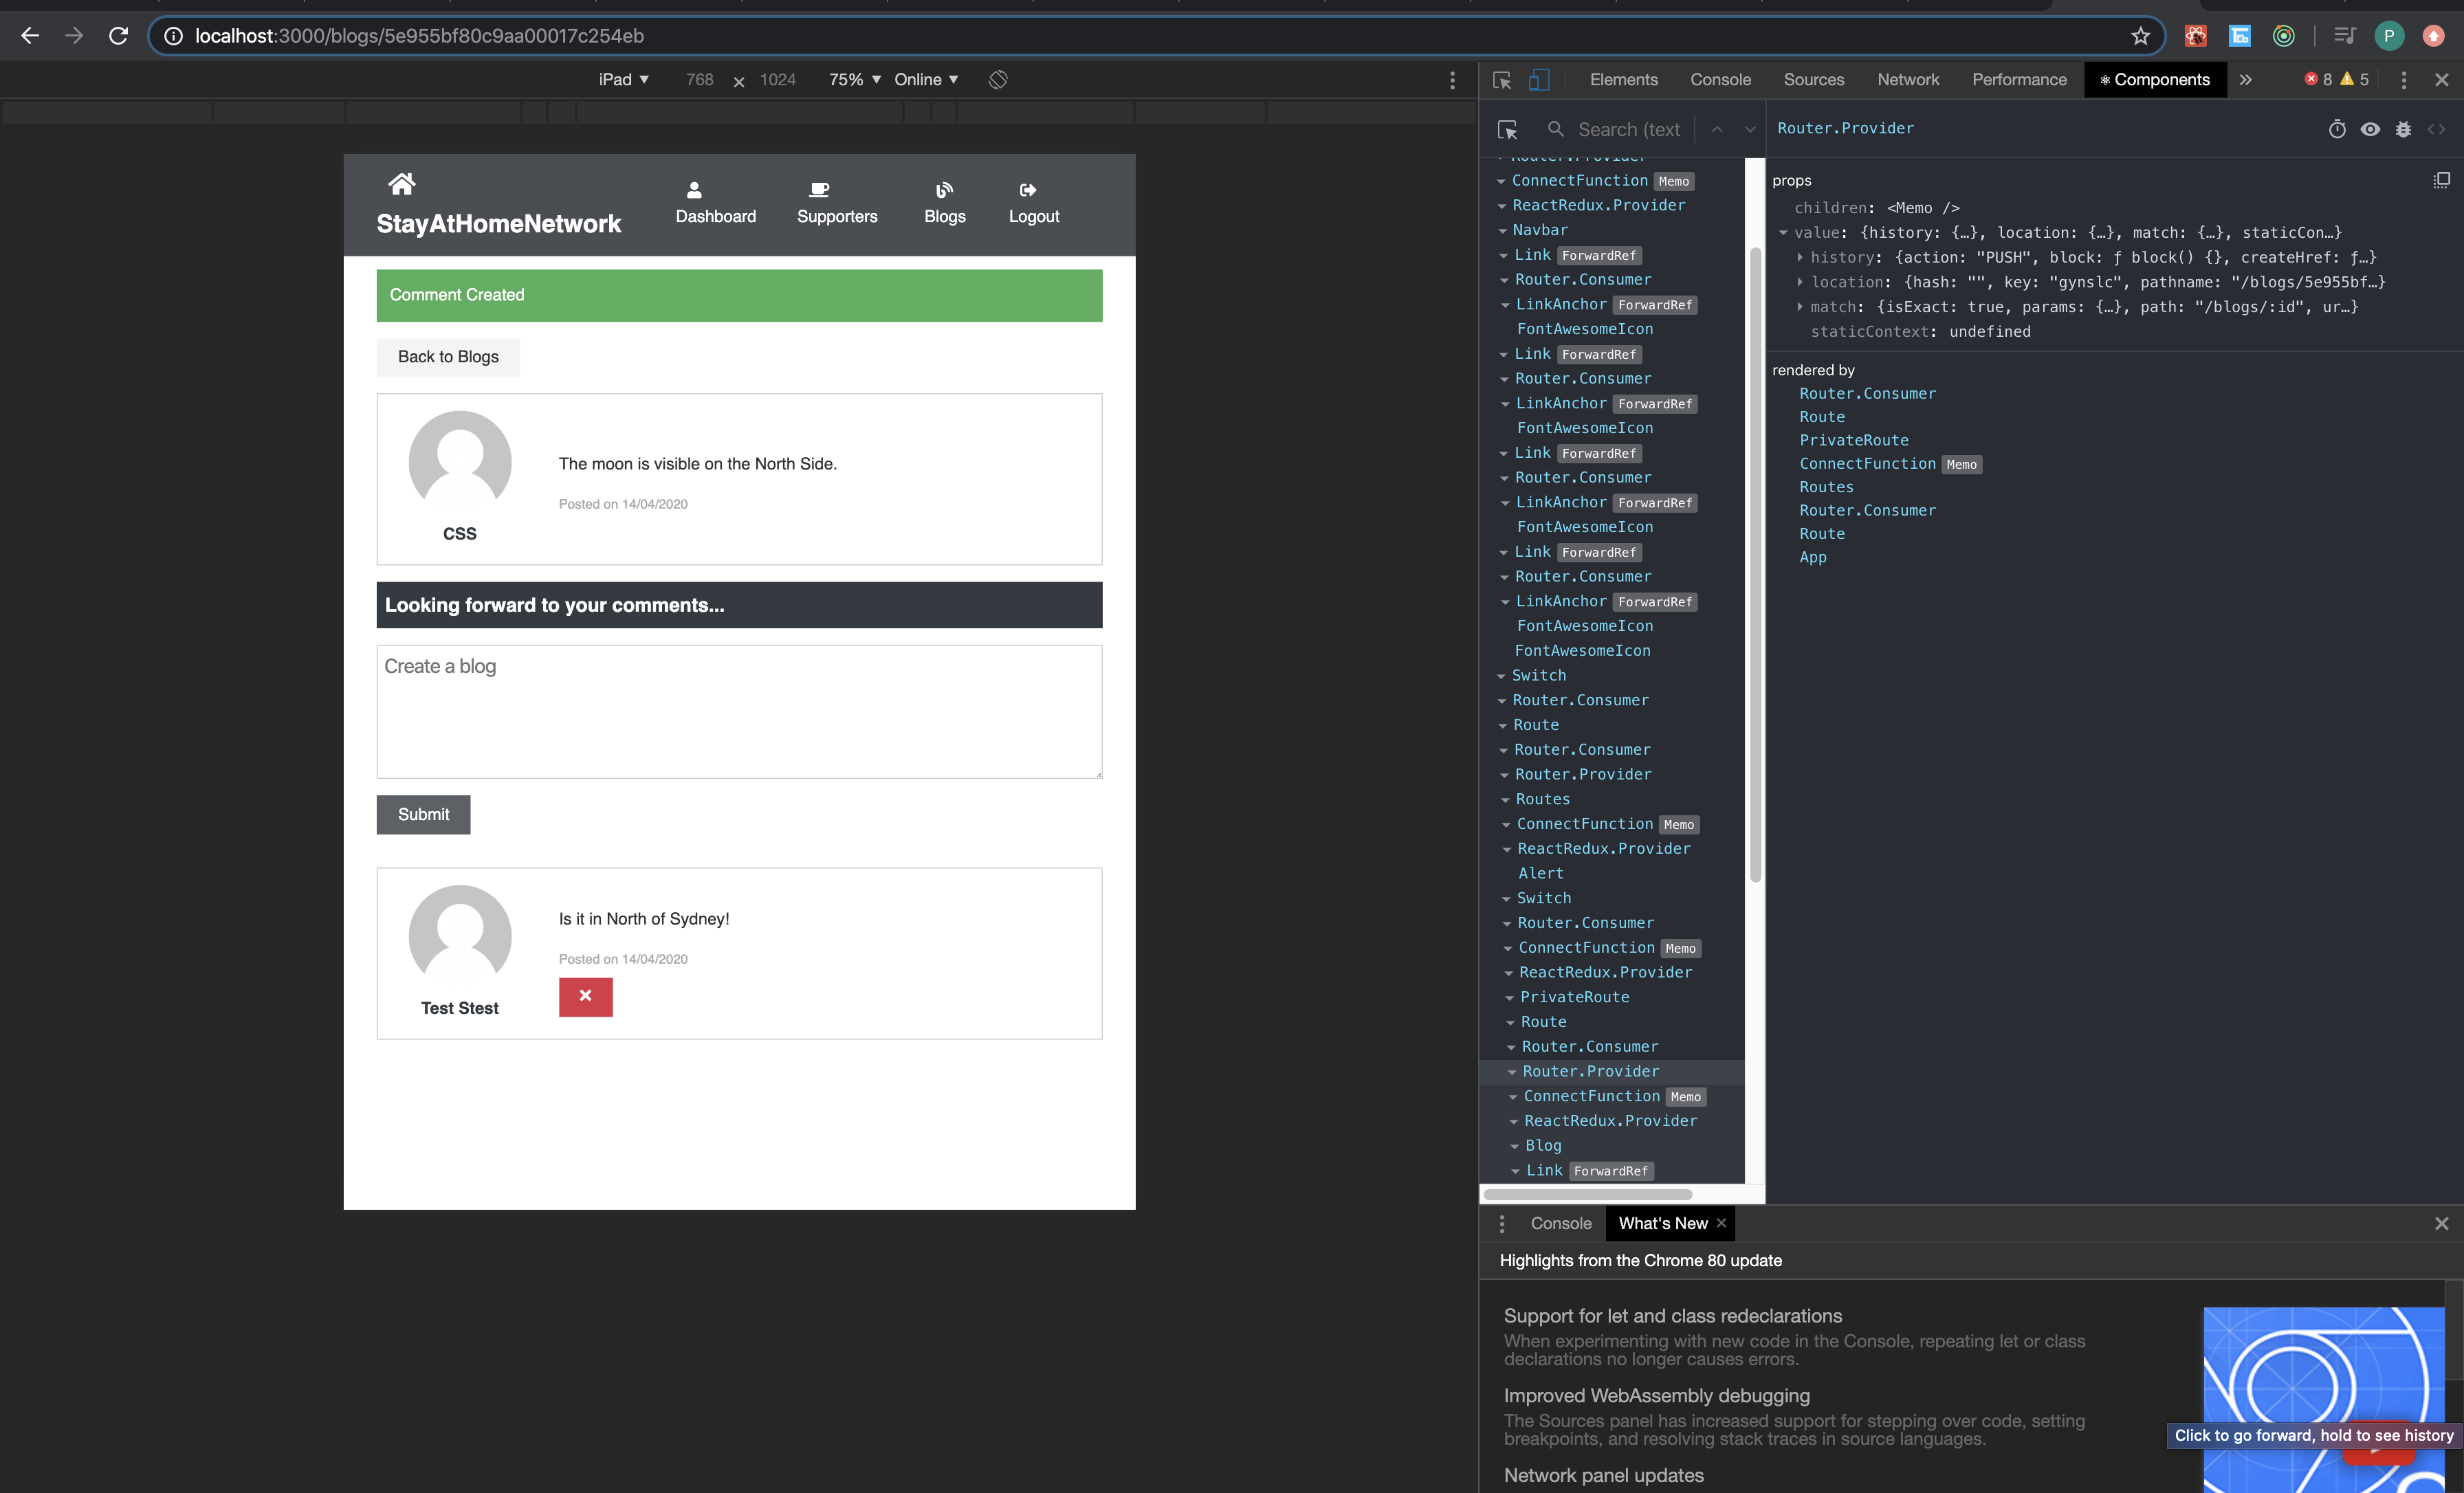 localhost:3000/blogs/5e955bf80c9aa00017c254eb
P
iPad ▼ 768 × 1024 75% ▼ Online ▼
StayAtHomeNetwork
Dashboard
Supporters
Blogs
Logout
Comment Created
Back to Blogs
The moon is visible on the North Side.
Posted on 14/04/2020
CSS
Looking forward to your comments...
Create a blog
Submit
Is it in North of Sydney!
Posted on 14/04/2020
Test Stest
Elements Console Sources Network Performance Components » 8 5
Search (text
Router.Provider
ConnectFunction Memo
ReactRedux.Provider
Navbar
Link ForwardRef
Router.Consumer
LinkAnchor ForwardRef
FontAwesomeIcon
Link ForwardRef
Router.Consumer
LinkAnchor ForwardRef
FontAwesomeIcon
Link ForwardRef
Router.Consumer
LinkAnchor ForwardRef
FontAwesomeIcon
Link ForwardRef
Router.Consumer
LinkAnchor ForwardRef
FontAwesomeIcon
FontAwesomeIcon
Switch
Router.Consumer
Route
Router.Consumer
Router.Provider
Routes
ConnectFunction Memo
ReactRedux.Provider
Alert
Switch
Router.Consumer
ConnectFunction Memo
ReactRedux.Provider
PrivateRoute
Route
Router.Consumer
Router.Provider
ConnectFunction Memo
ReactRedux.Provider
Blog
Link ForwardRef
Router.Provider
props
children: <Memo />
value: {history: {…}, location: {…}, match: {…}, staticCon…}
history: {action: "PUSH", block: ƒ block() {}, createHref: ƒ…}
location: {hash: "", key: "gynslc", pathname: "/blogs/5e955bf…}
match: {isExact: true, params: {…}, path: "/blogs/:id", ur…}
staticContext: undefined
rendered by
Router.Consumer
Route
PrivateRoute
ConnectFunction Memo
Routes
Router.Consumer
Route
App
Console What's New ×
Highlights from the Chrome 80 update
Support for let and class redeclarations
When experimenting with new code in the Console, repeating let or class
declarations no longer causes errors.
Improved WebAssembly debugging
The Sources panel has increased support for stepping over code, setting
breakpoints, and resolving stack traces in source languages.
Network panel updates
Click to go forward, hold to see history